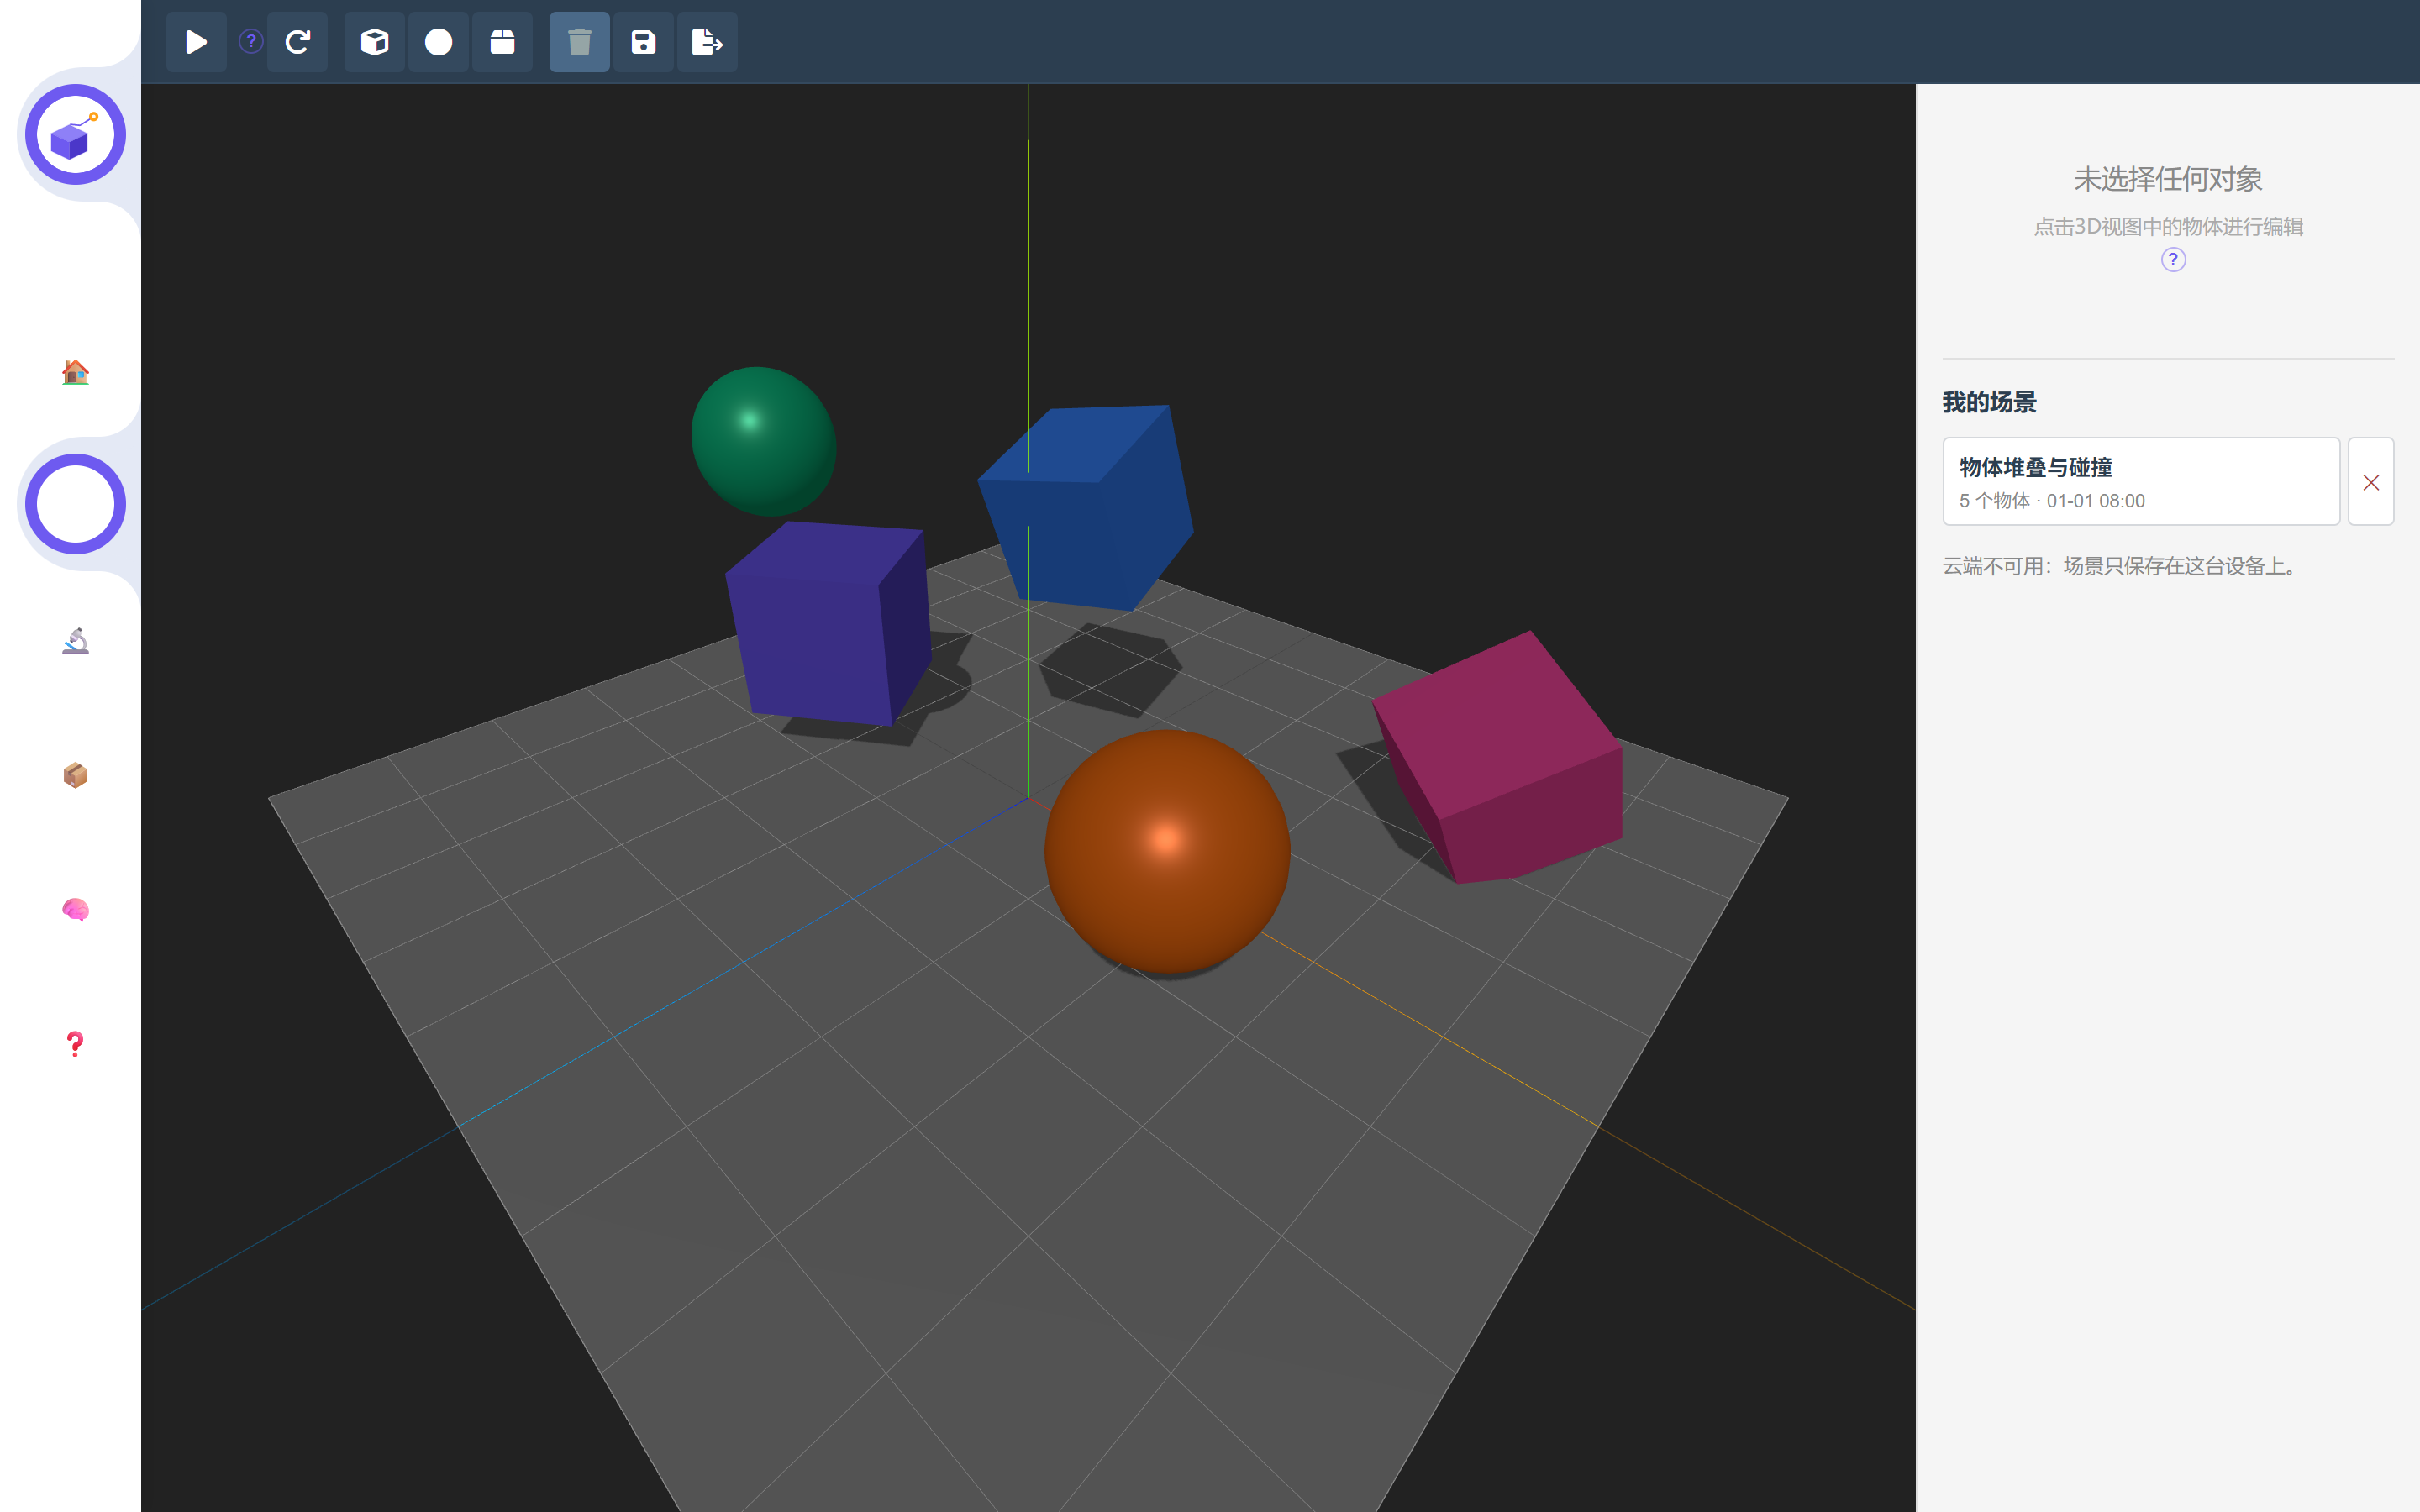 ?
未选择任何对象
点击3D视图中的物体进行编辑
?
我的场景
物体堆叠与碰撞
5 个物体 · 01-01 08:00
云端不可用：场景只保存在这台设备上。